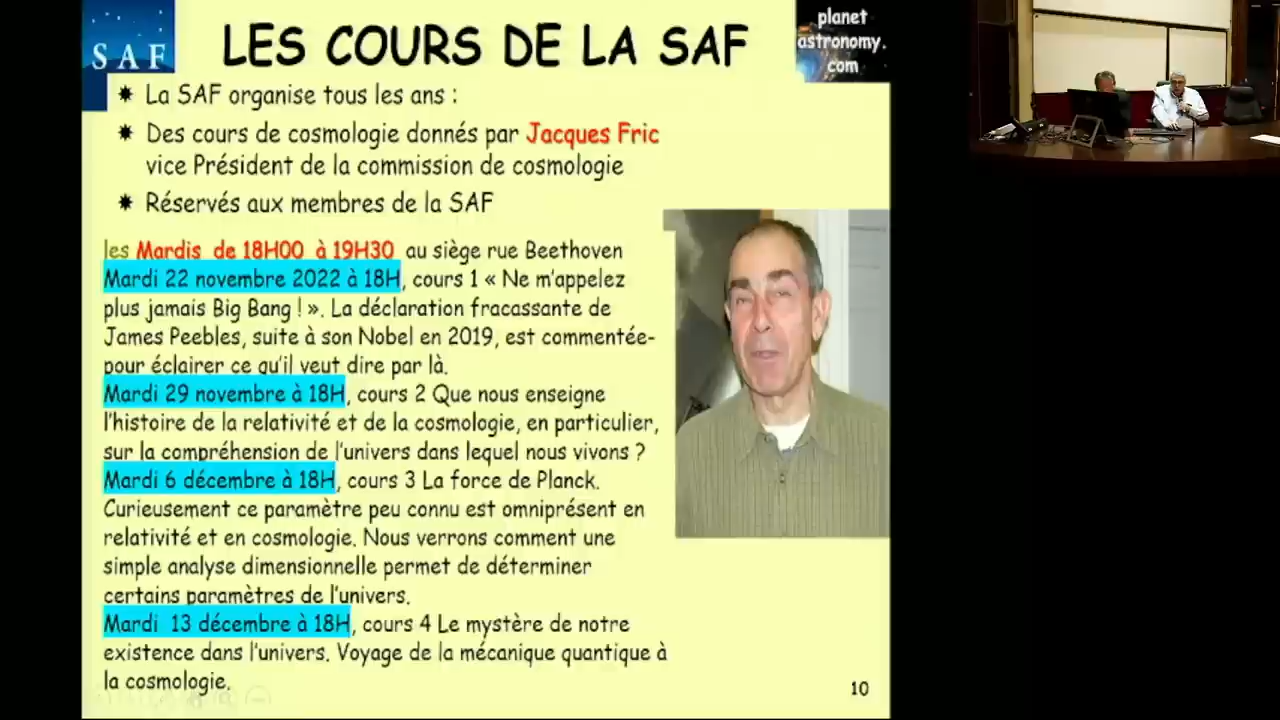 SAF
LES COURS DE LA SAF
planet
astronomy.
com
La SAF organise tous les ans :
Des cours de cosmologie donnés par Jacques Fric
vice Président de la commission de cosmologie
Réservés aux membres de la SAF
les Mardis de 18H00 à 19H30 au siège rue Beethoven
Mardi 22 novembre 2022 à 18H, cours 1 « Ne m'appelez
plus jamais Big Bang ! ». La déclaration fracassante de
James Peebles, suite à son Nobel en 2019, est commentée-
pour éclairer ce qu'il veut dire par là.
Mardi 29 novembre à 18H, cours 2 Que nous enseigne
l'histoire de la relativité et de la cosmologie, en particulier,
sur la compréhension de l'univers dans lequel nous vivons ?
Mardi 6 décembre à 18H, cours 3 La force de Planck.
Curieusement ce paramètre peu connu est omniprésent en
relativité et en cosmologie. Nous verrons comment une
simple analyse dimensionnelle permet de déterminer
certains paramètres de l'univers.
Mardi 13 décembre à 18H, cours 4 Le mystère de notre
existence dans l'univers. Voyage de la mécanique quantique à
la cosmologie.
10